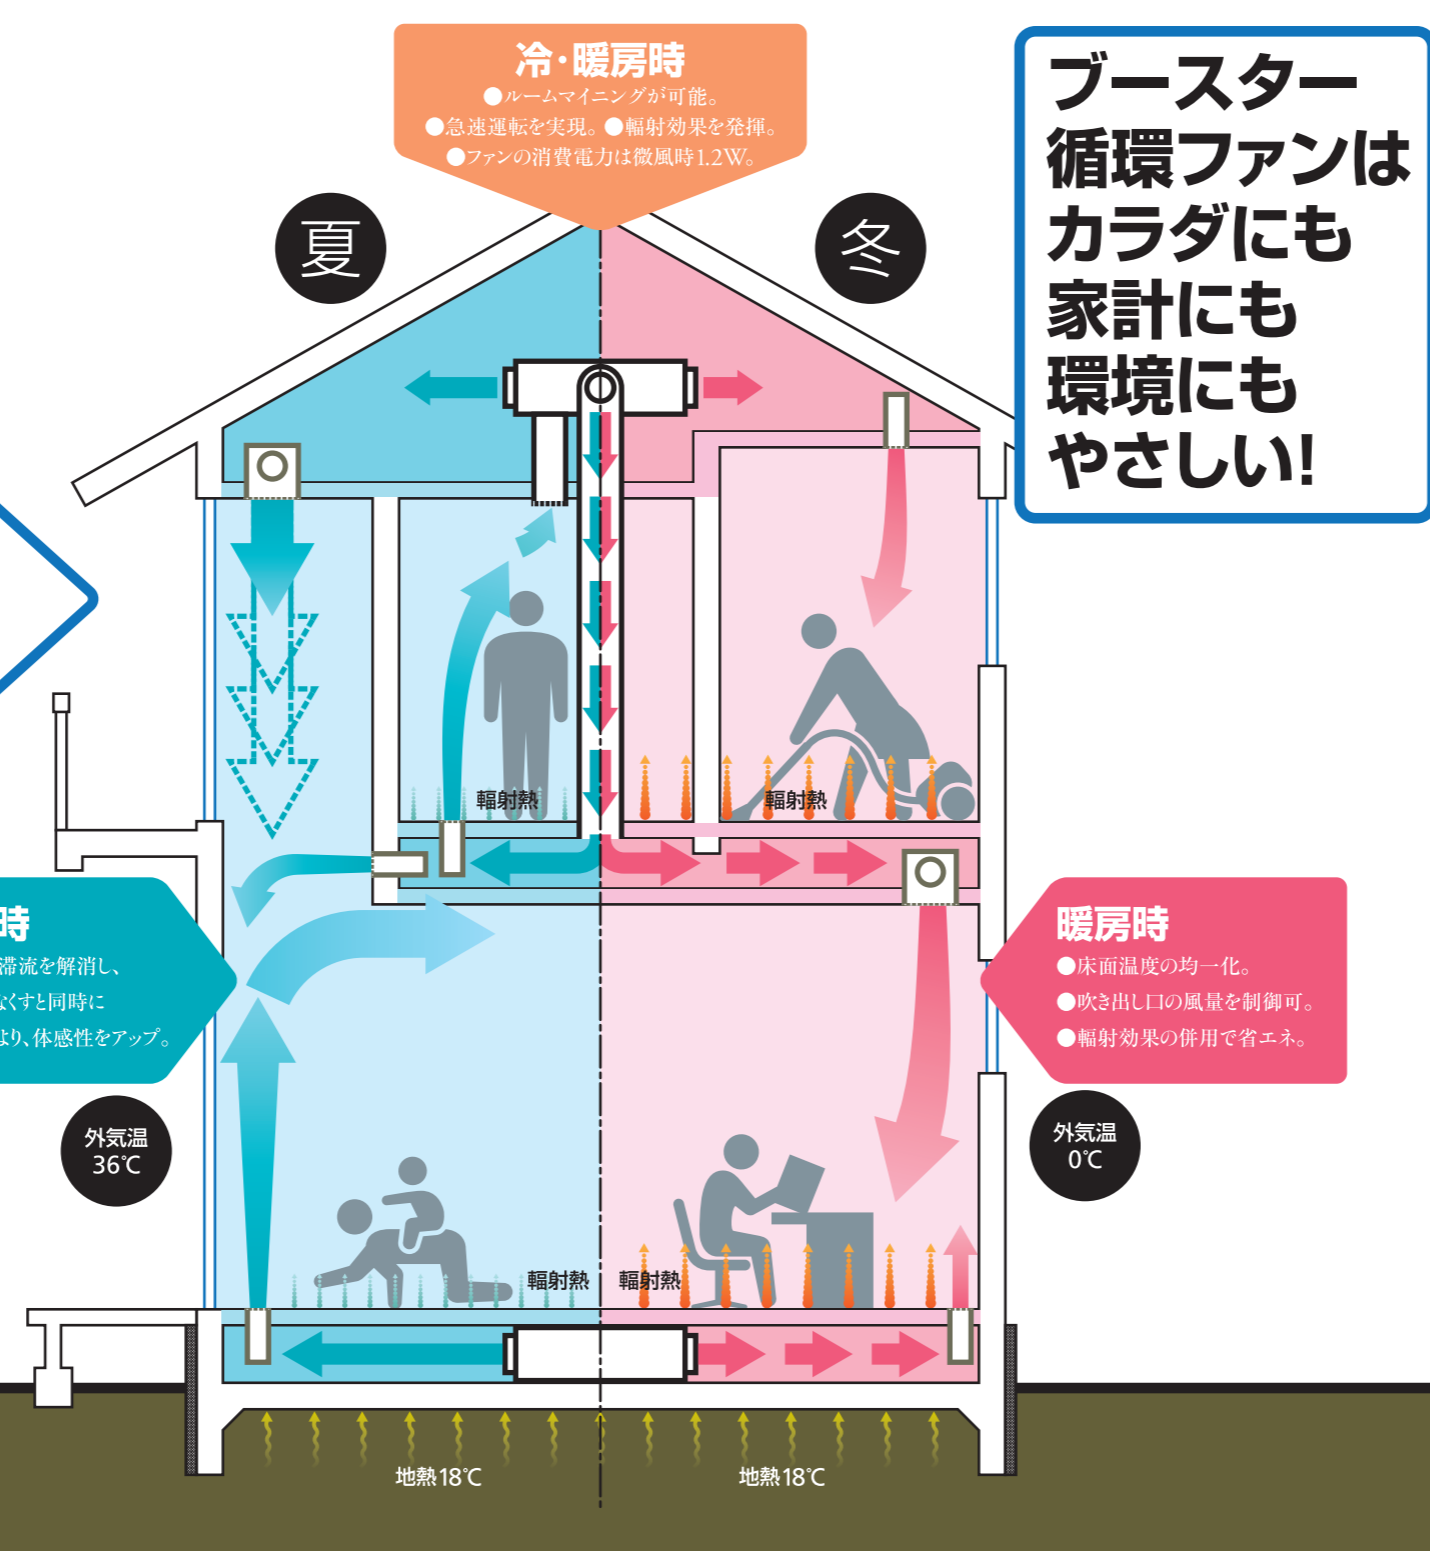 冷・暖房時
●ルームマイニングが可能。
●急速運転を実現。●輻射効果を発揮。
●ファンの消費電力は微風時1.2W。
ブースター
循環ファンは
カラダにも
家計にも
環境にも
やさしい!
夏
冬
輻射熱
輻射熱
時
滞流を解消し、
なくすと同時に
より、体感性をアップ。
暖房時
●床面温度の均一化。
●吹き出し口の風量を制御可。
●輻射効果の併用で省エネ。
外気温
36℃
外気温
0℃
輻射熱
輻射熱
地熱18℃
地熱18℃